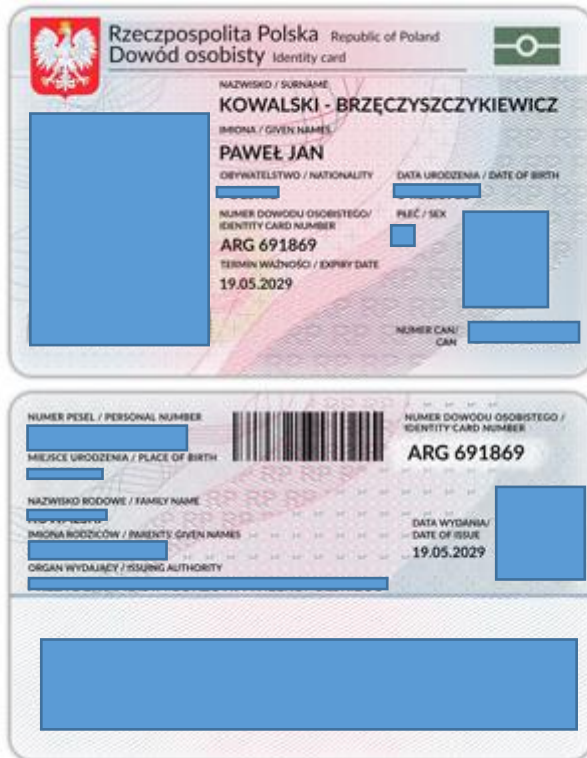 Rzeczpospolita Polska Republic of Poland
Dowód osobisty Identity card
NAZWISKO / SURNAME
KOWALSKI - BRZĘCZYSZCZYKIEWICZ
IMIONA / GIVEN NAMES
PAWEŁ JAN
OBYWATELSTWO / NATIONALITY
DATA URODZENIA / DATE OF BIRTH
NUMER DOWODU OSOBISTEGO/
IDENTITY CARD NUMBER
PŁEĆ / SEX
ARG 691869
TERMIN WAŻNOŚCI / EXPIRY DATE
19.05.2029
NUMER CAN/
CAN
NUMER PESEL / PERSONAL NUMBER
NUMER DOWODU OSOBISTEGO /
IDENTITY CARD NUMBER
ARG 691869
MIEJSCE URODZENIA / PLACE OF BIRTH
NAZWISKO RODOWE / FAMILY NAME
IMIONA RODZICÓW / PARENTS' GIVEN NAMES
DATA WYDANIA/
DATE OF ISSUE
19.05.2029
ORGAN WYDAJĄCY / ISSUING AUTHORITY